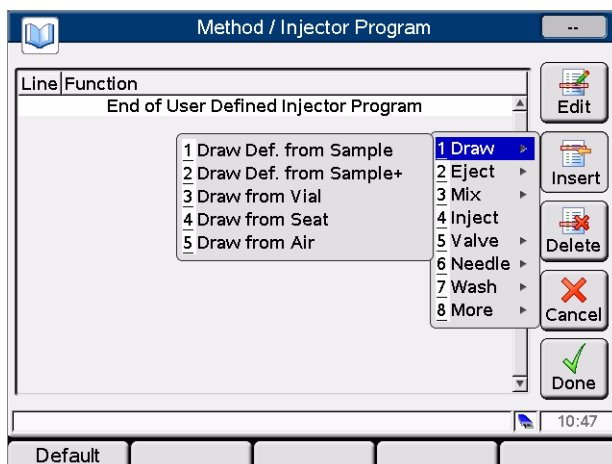 Method / Injector Program
--
Line Function
End of User Defined Injector Program
1 Draw Def. from Sample
2 Draw Def. from Sample+
3 Draw from Vial
4 Draw from Seat
5 Draw from Air
1 Draw
2 Eject
3 Mix
4 Inject
5 Valve
6 Needle
7 Wash
8 More
Edit
Insert
Delete
Cancel
Done
10:47
Default